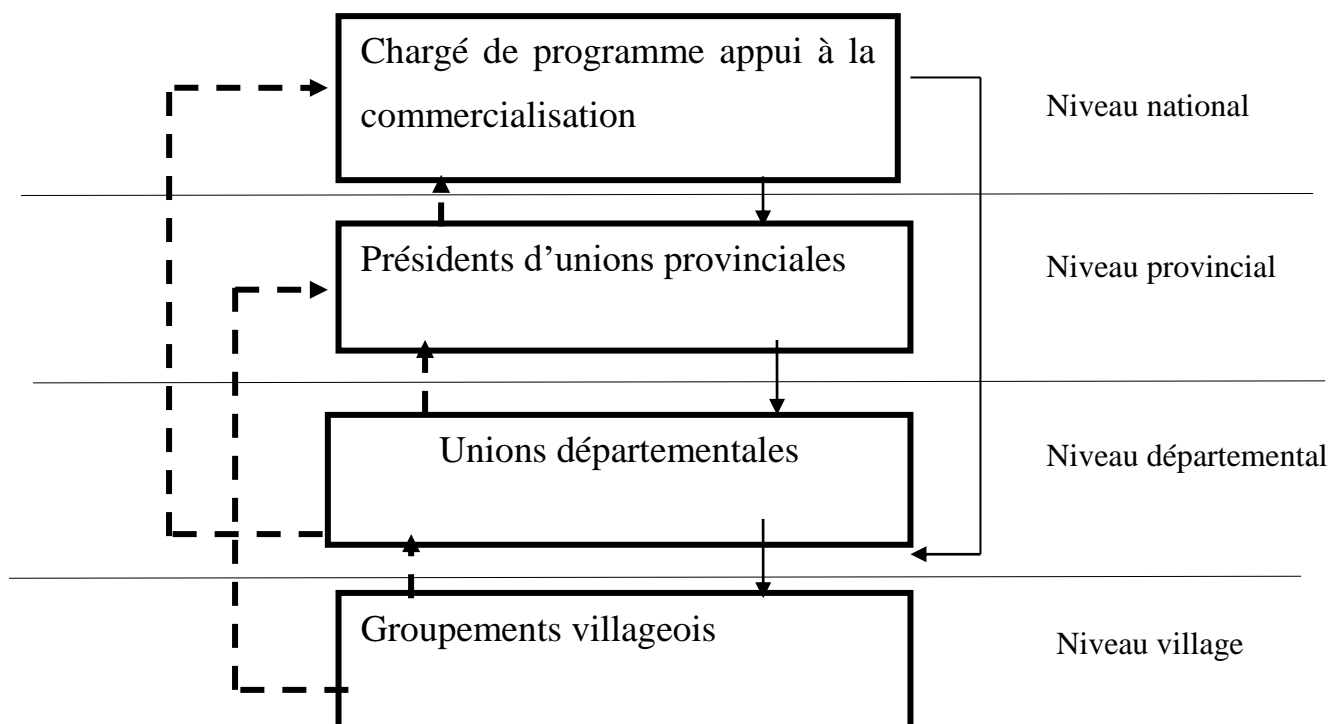 Chargé de programme appui à la
commercialisation
Niveau national
Présidents d’unions provinciales
Niveau provincial
Unions départementales
Niveau départemental
Groupements villageois
Niveau village